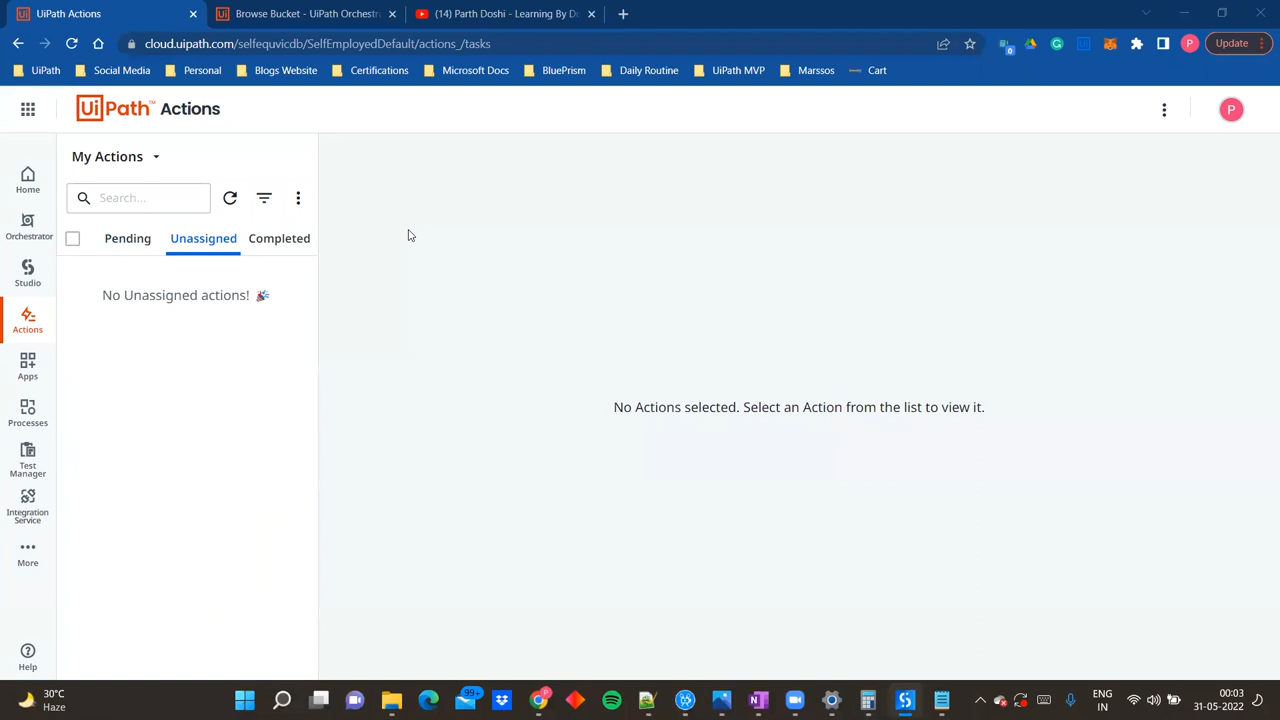 UiPath Actions
Browse Bucket - UiPath Orchestr
(14) Parth Doshi - Learning By Do
cloud.uipath.com/selfequvicdb/SelfEmployedDefault/actions_/tasks
P
Update
UiPath
Social Media
Personal
Blogs Website
Certifications
Microsoft Docs
BluePrism
Daily Routine
UiPath MVP
Marssos
Cart
UiPath™ Actions
P
My Actions
Home
Search...
Orchestrator
Pending
Unassigned
Completed
Studio
No Unassigned actions!
Actions
Apps
No Actions selected. Select an Action from the list to view it.
Processes
Test
Manager
Integration
Service
More
Help
30°C
Haze
99+
ENG
IN
00:03
31-05-2022